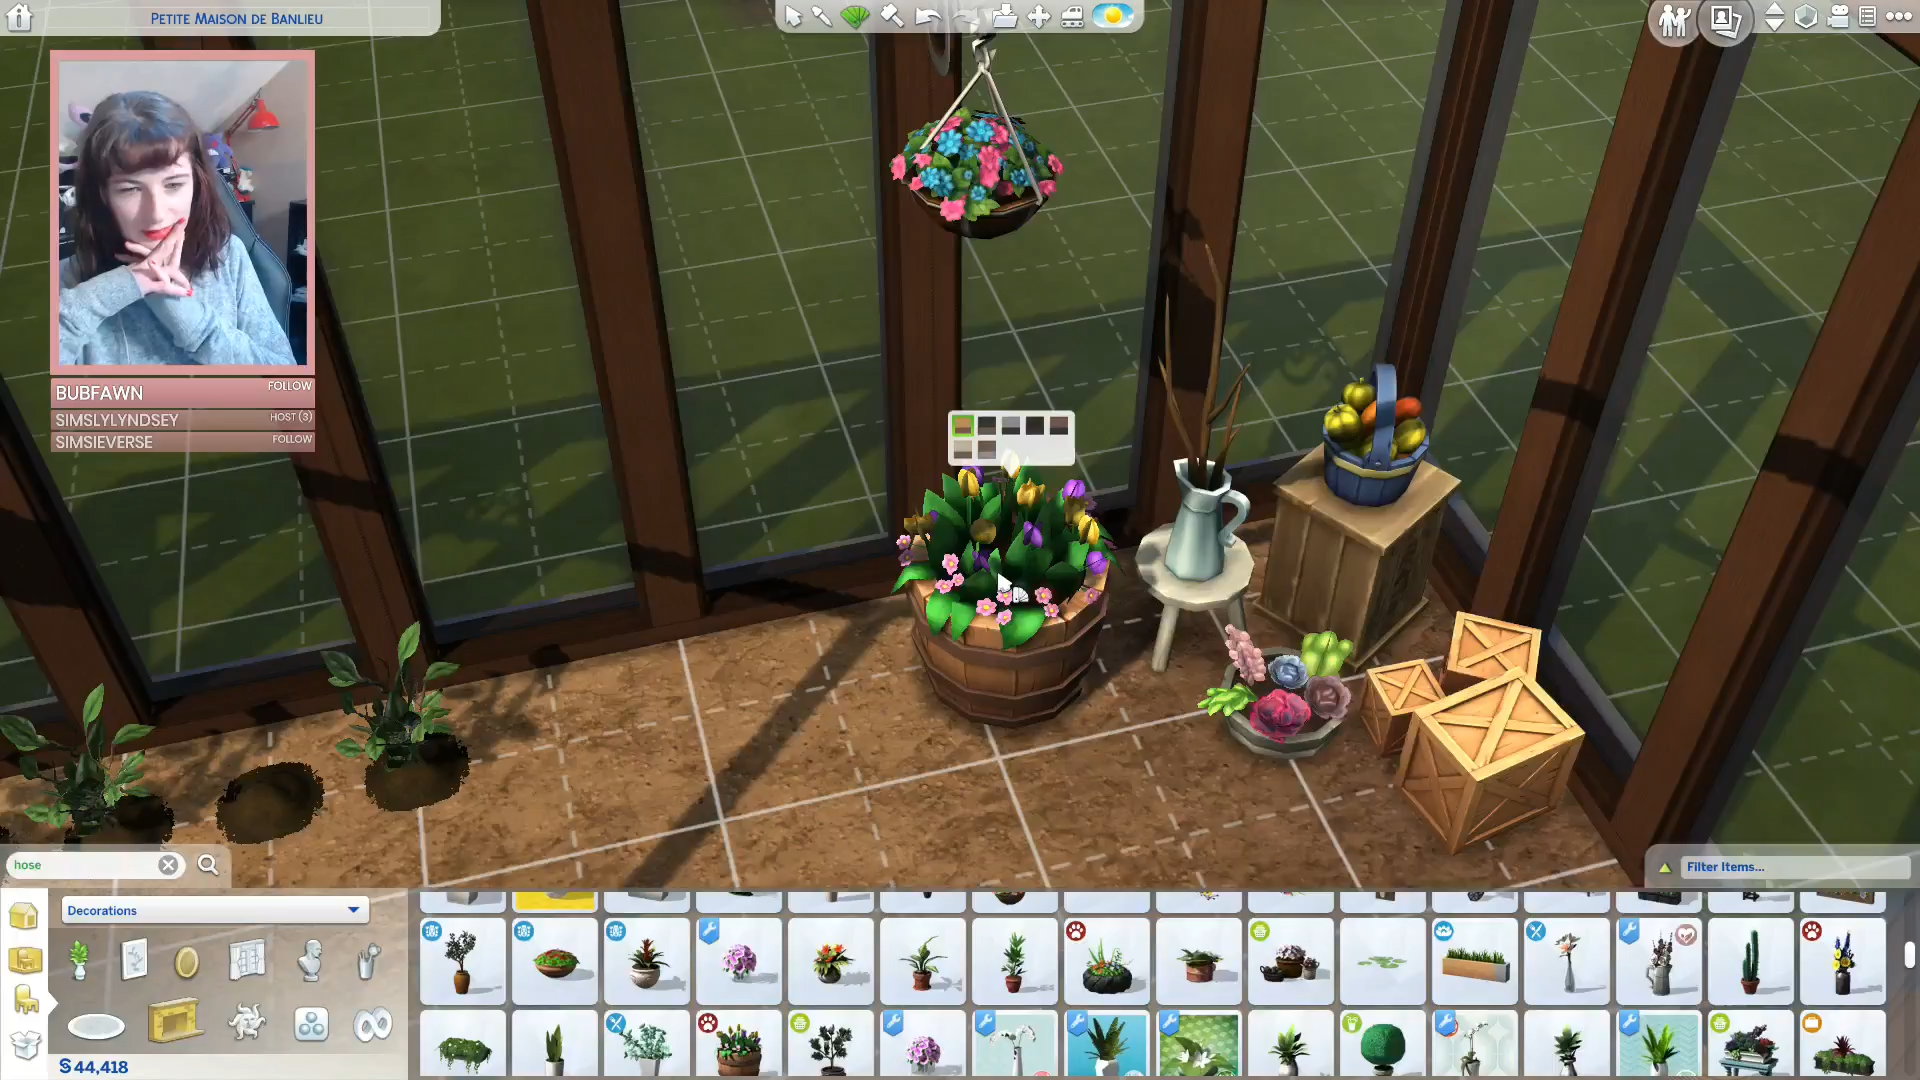 PETITE MAISON DE BANLIEU
BUBFAWN FOLLOW
SIMSLYLYNDSEY HOST (3)
SIMSIEVERSE FOLLOW
hose
Filter Items...
Decorations
§44,418